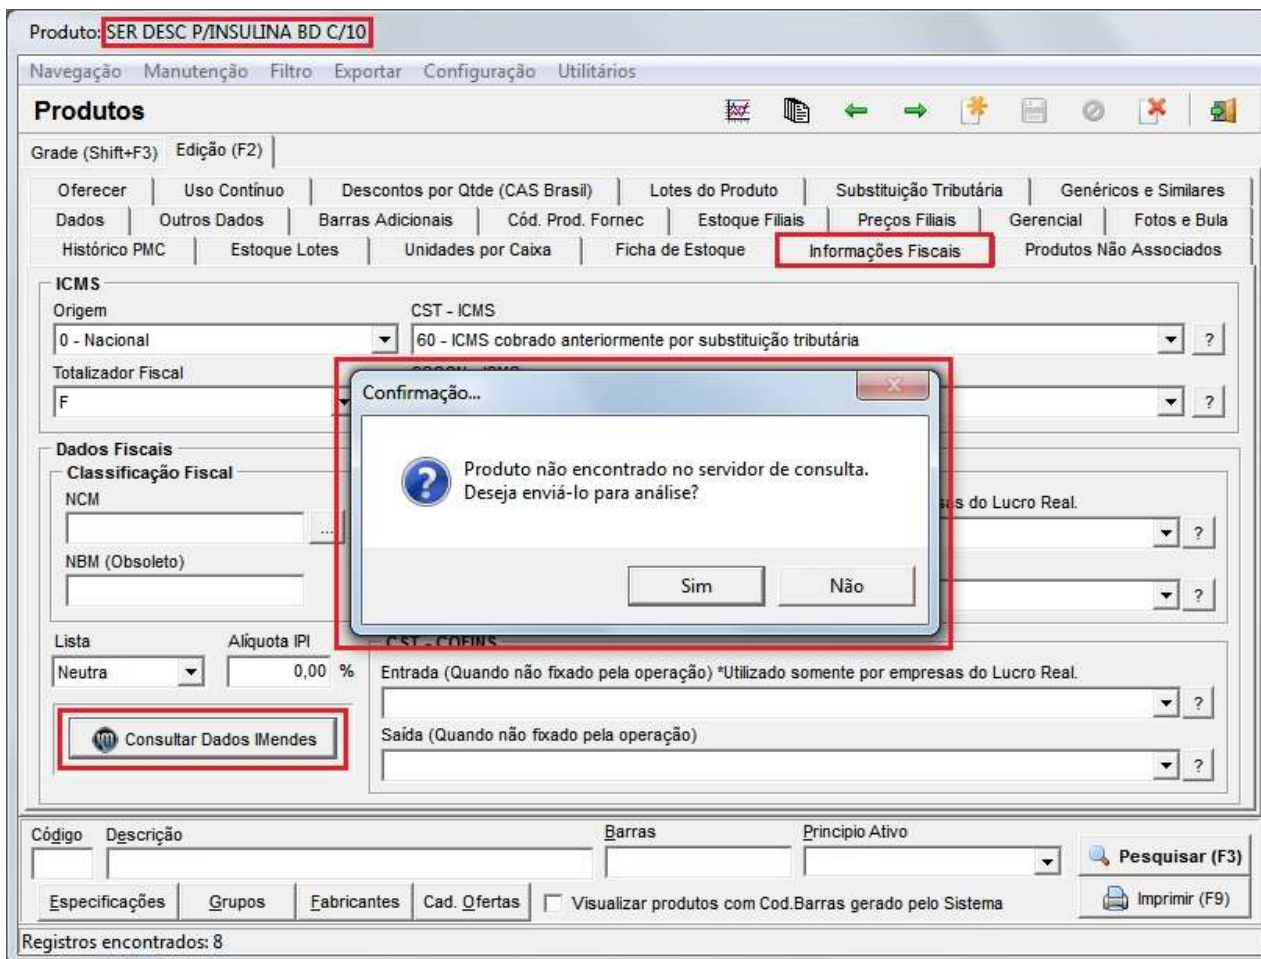 Produto: SER DESC P/INSULINA BD C/10
Navegação Manutenção Filtro Exportar Configuração Utilitários
Produtos
Grade (Shift+F3) Edição (F2)
Oferecer Uso Contínuo Descontos por Qtde (CAS Brasil) Lotes do Produto Substituição Tributária Genéricos e Similares
Dados Outros Dados Barras Adicionais Cód. Prod. Fornec Estoque Filiais Preços Filiais Gerencial Fotos e Bula
Histórico PMC Estoque Lotes Unidades por Caixa Ficha de Estoque Informações Fiscais Produtos Não Associados
ICMS
Origem CST - ICMS
0 - Nacional 60 - ICMS cobrado anteriormente por substituição tributária ?
Totalizador Fiscal
F ?
Confirmação...
Produto não encontrado no servidor de consulta.
Deseja enviá-lo para análise?
Sim Não
Dados Fiscais
Classificação Fiscal
NCM do Lucro Real.
... ?
NBM (Obsoleto)
?
Lista Alíquota IPI CST - COFINS
Neutra 0,00 % Entrada (Quando não fixado pela operação) *Utilizado somente por empresas do Lucro Real.
?
Consultar Dados IMendes Saída (Quando não fixado pela operação)
?
Código Descrição Barras Principio Ativo
Pesquisar (F3)
Especificações Grupos Fabricantes Cad. Ofertas Visualizar produtos com Cod.Barras gerado pelo Sistema Imprimir (F9)
Registros encontrados: 8